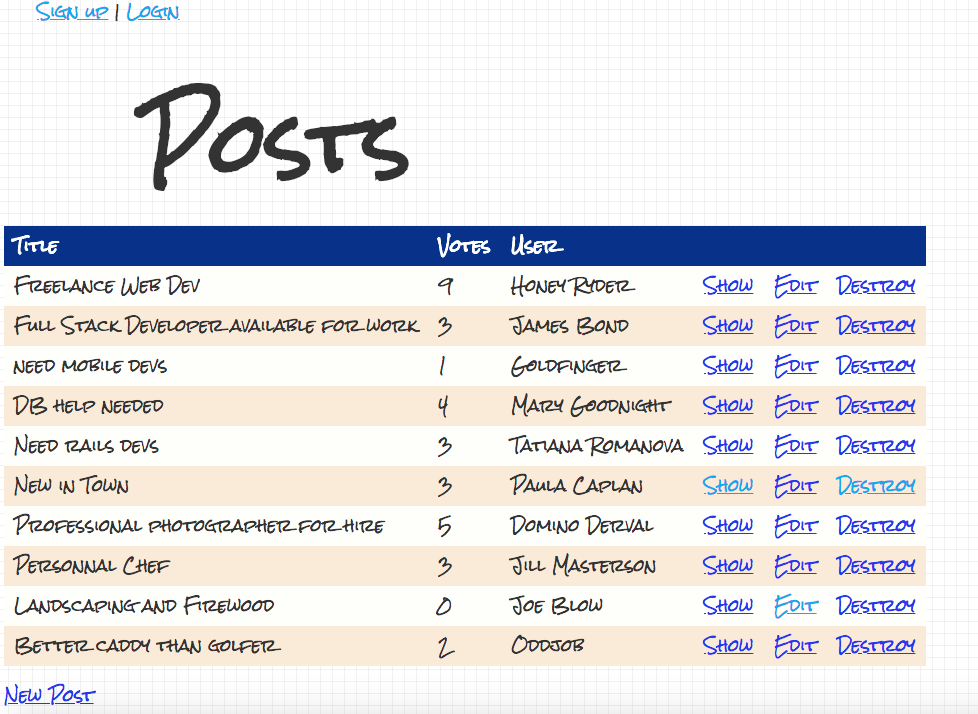 Sign up | Login
Posts
Title Votes User
Freelance Web Dev 9 Honey Ryder Show Edit Destroy
Full Stack Developer available for work 3 James Bond Show Edit Destroy
need mobile devs 1 Goldfinger Show Edit Destroy
DB help needed 4 Mary Goodnight Show Edit Destroy
Need rails devs 3 Tatiana Romanova Show Edit Destroy
New in Town 3 Paula Caplan Show Edit Destroy
Professional photographer for hire 5 Domino Derval Show Edit Destroy
Personnal Chef 3 Jill Masterson Show Edit Destroy
Landscaping and Firewood 0 Joe Blow Show Edit Destroy
Better caddy than golfer 2 Oddjob Show Edit Destroy
New Post